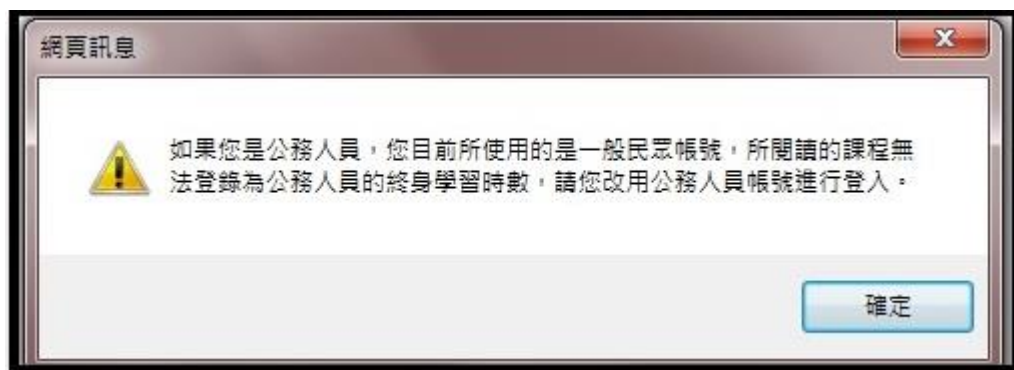 網頁訊息
如果您是公務人員，您目前所使用的是一般民眾帳號，所閱讀的課程無
法登錄為公務人員的終身學習時數，請您改用公務人員帳號進行登入。
確定